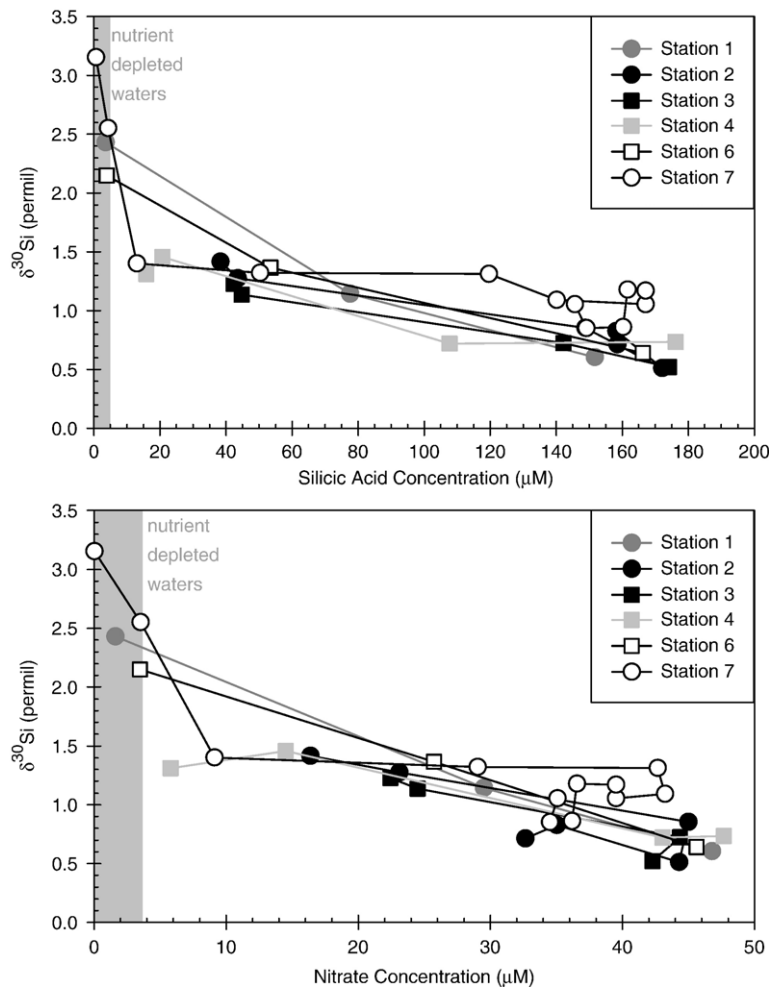 3.5
3.0
2.5
2.0
1.5
1.0
0.5
0.0
δ30Si (permil)
nutrient
depleted
waters
Station 1
Station 2
Station 3
Station 4
Station 6
Station 7
0 20 40 60 80 100 120 140 160 180 200
Silicic Acid Concentration (μM)
3.5
3.0
2.5
2.0
1.5
1.0
0.5
0.0
δ30Si (permil)
nutrient
depleted
waters
Station 1
Station 2
Station 3
Station 4
Station 6
Station 7
0 10 20 30 40 50
Nitrate Concentration (μM)